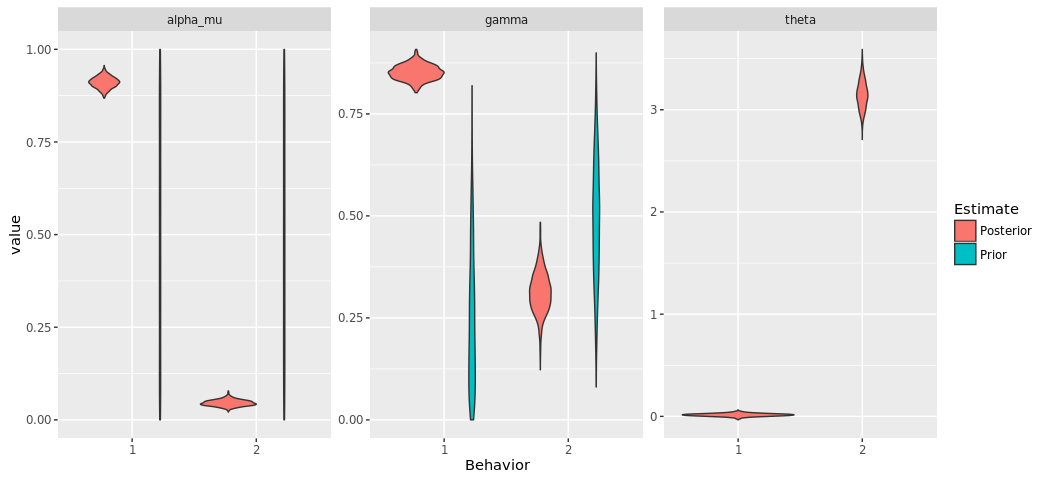 alpha_mu
gamma
theta
value
1.00
0.75
0.50
0.25
0.00
0.75
0.50
0.25
0.00
3
2
1
0
1
2
1
2
1
2
Behavior
Estimate
Posterior
Prior